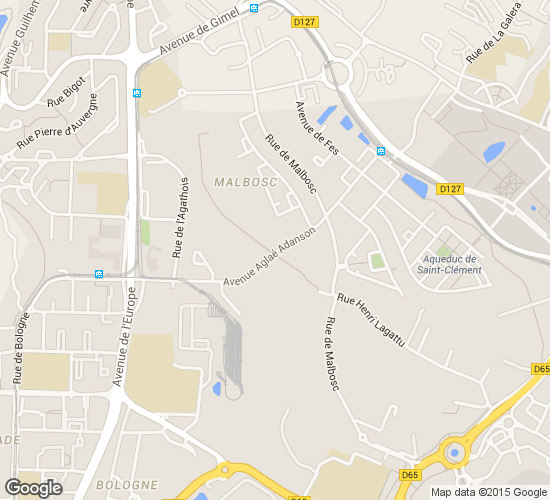 Avenue Guilhem
Avenue de Gimel
D127
Rue de La Galera
Rue Bigot
Rue Pierre d'Auvergne
Avenue de Fes
Rue de Malbosc
MALBOSC
Rue de l'Agathois
D127
Avenue Aglaé Adanson
Aqueduc de
Saint-Clément
Rue de Bologne
Avenue de l'Europe
Rue Henri Lagattu
Rue de Malbosc
D65
ADE
BOLOGNE
D65
D65
Google
Map data ©2015 Google